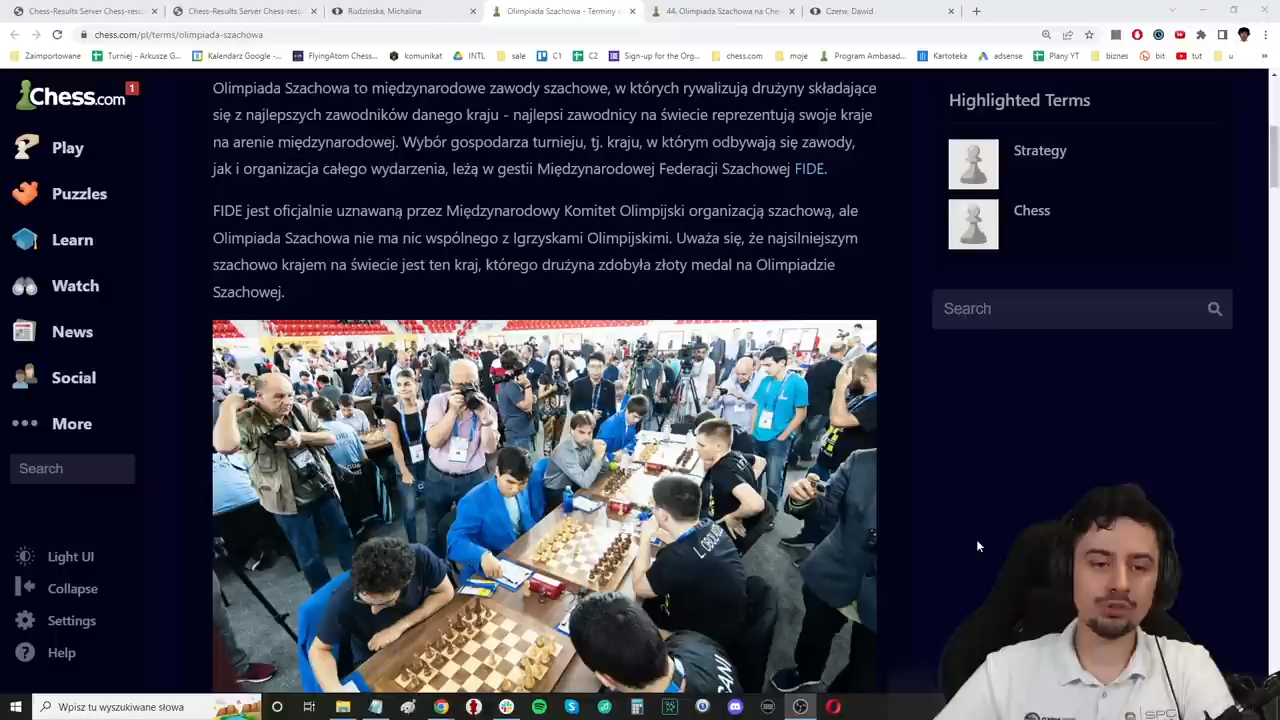 Chess-Results Server Chess-resu
Chess-Results Server Chess-resu
Rudzinska, Michalina
Olimpiada Szachowa - Terminy
44. Olimpiada Szachowa na Che
Czerw, Dawid
chess.com/pl/terms/olimpiada-szachowa
Zaimportowane
Turniej - Arkusze G...
Kalendarz Google -...
FlyingAtom Chess...
komunikat
INTL
sale
C1
C2
Sign-up for the Org...
chess.com
moje
Program Ambasad...
Kartoteka
adsense
Plany YT
biznes
bit
tut
u
Chess.com
1
Play
Puzzles
Learn
Watch
News
Social
More
Search
Light UI
Collapse
Settings
Help
Olimpiada Szachowa to międzynarodowe zawody szachowe, w których rywalizują drużyny składające
się z najlepszych zawodników danego kraju - najlepsi zawodnicy na świecie reprezentują swoje kraje
na arenie międzynarodowej. Wybór gospodarza turnieju, tj. kraju, w którym odbywają się zawody,
jak i organizacja całego wydarzenia, leżą w gestii Międzynarodowej Federacji Szachowej FIDE.
FIDE jest oficjalnie uznawaną przez Międzynarodowy Komitet Olimpijski organizacją szachową, ale
Olimpiada Szachowa nie ma nic wspólnego z Igrzyskami Olimpijskimi. Uważa się, że najsilniejszym
szachowo krajem na świecie jest ten kraj, którego drużyna zdobyła złoty medal na Olimpiadzie
Szachowej.
Highlighted Terms
Strategy
Chess
Search
Wpisz tu wyszukiwane słowa